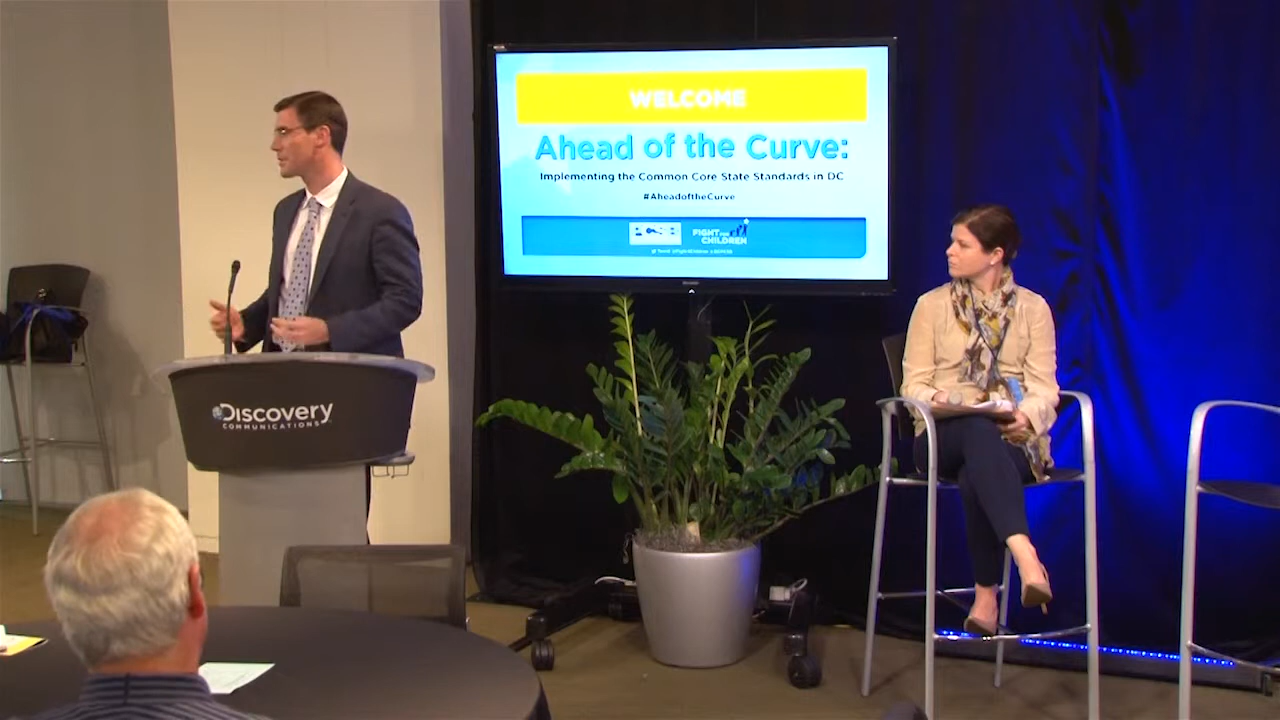 WELCOME
Ahead of the Curve:
Implementing the Common Core State Standards in DC
#AheadoftheCurve
FIGHT FOR
CHILDREN
Discovery
COMMUNICATIONS